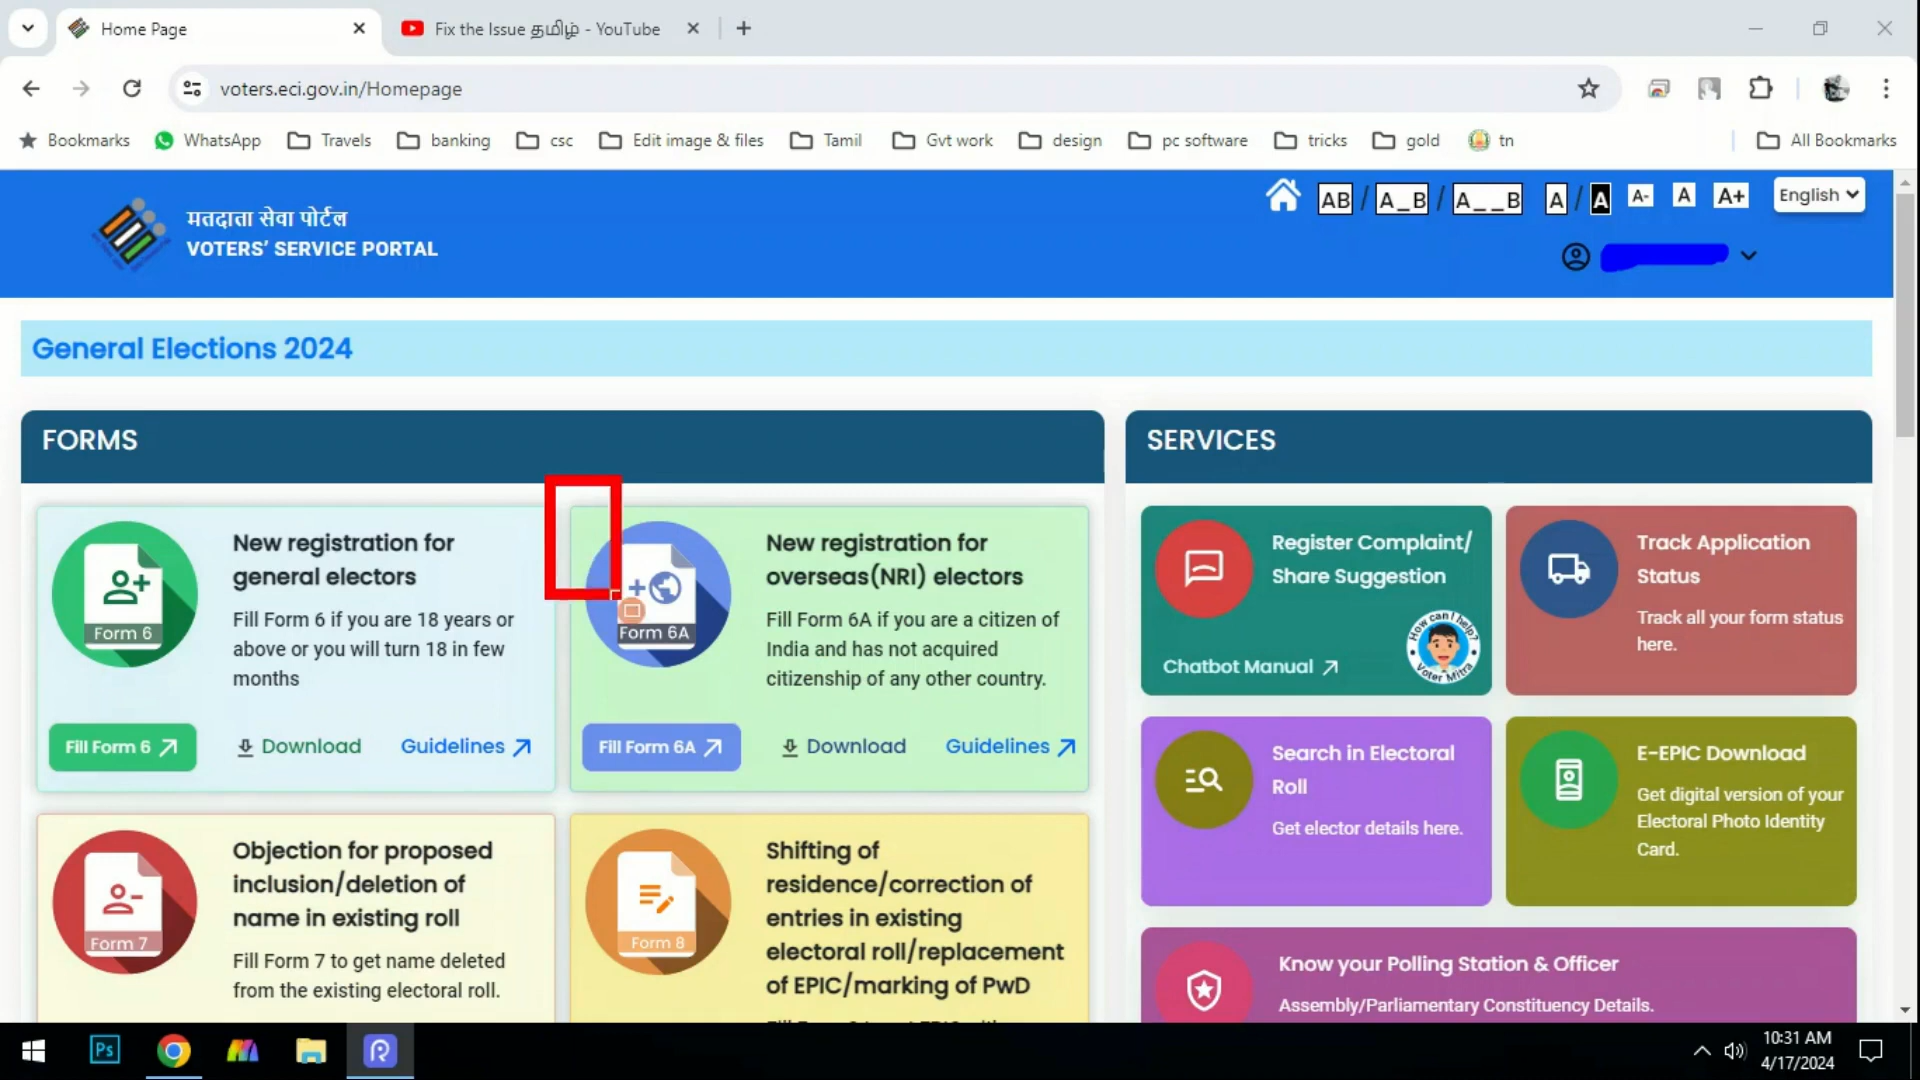 Home Page
Fix the Issue தமிழ் - YouTube
voters.eci.gov.in/Homepage
Bookmarks WhatsApp Travels banking csc Edit image & files Tamil Gvt work design pc software tricks gold tn All Bookmarks
मतदाता सेवा पोर्टल
VOTERS' SERVICE PORTAL
AB / A_B / A__B A / A A- A A+ English
General Elections 2024
FORMS
New registration for
general electors
Fill Form 6 if you are 18 years or
above or you will turn 18 in few
months
Form 6
Fill Form 6 Download Guidelines
New registration for
overseas(NRI) electors
Fill Form 6A if you are a citizen of
India and has not acquired
citizenship of any other country.
Form 6A
Fill Form 6A Download Guidelines
Objection for proposed
inclusion/deletion of
name in existing roll
Fill Form 7 to get name deleted
from the existing electoral roll.
Form 7
Shifting of
residence/correction of
entries in existing
electoral roll/replacement
of EPIC/marking of PwD
Form 8
SERVICES
Register Complaint/
Share Suggestion
Chatbot Manual
How can I help?
Voter Mitra
Track Application
Status
Track all your form status
here.
Search in Electoral
Roll
Get elector details here.
E-EPIC Download
Get digital version of your
Electoral Photo Identity
Card.
Know your Polling Station & Officer
Assembly/Parliamentary Constituency Details.
Ps
10:31 AM
4/17/2024